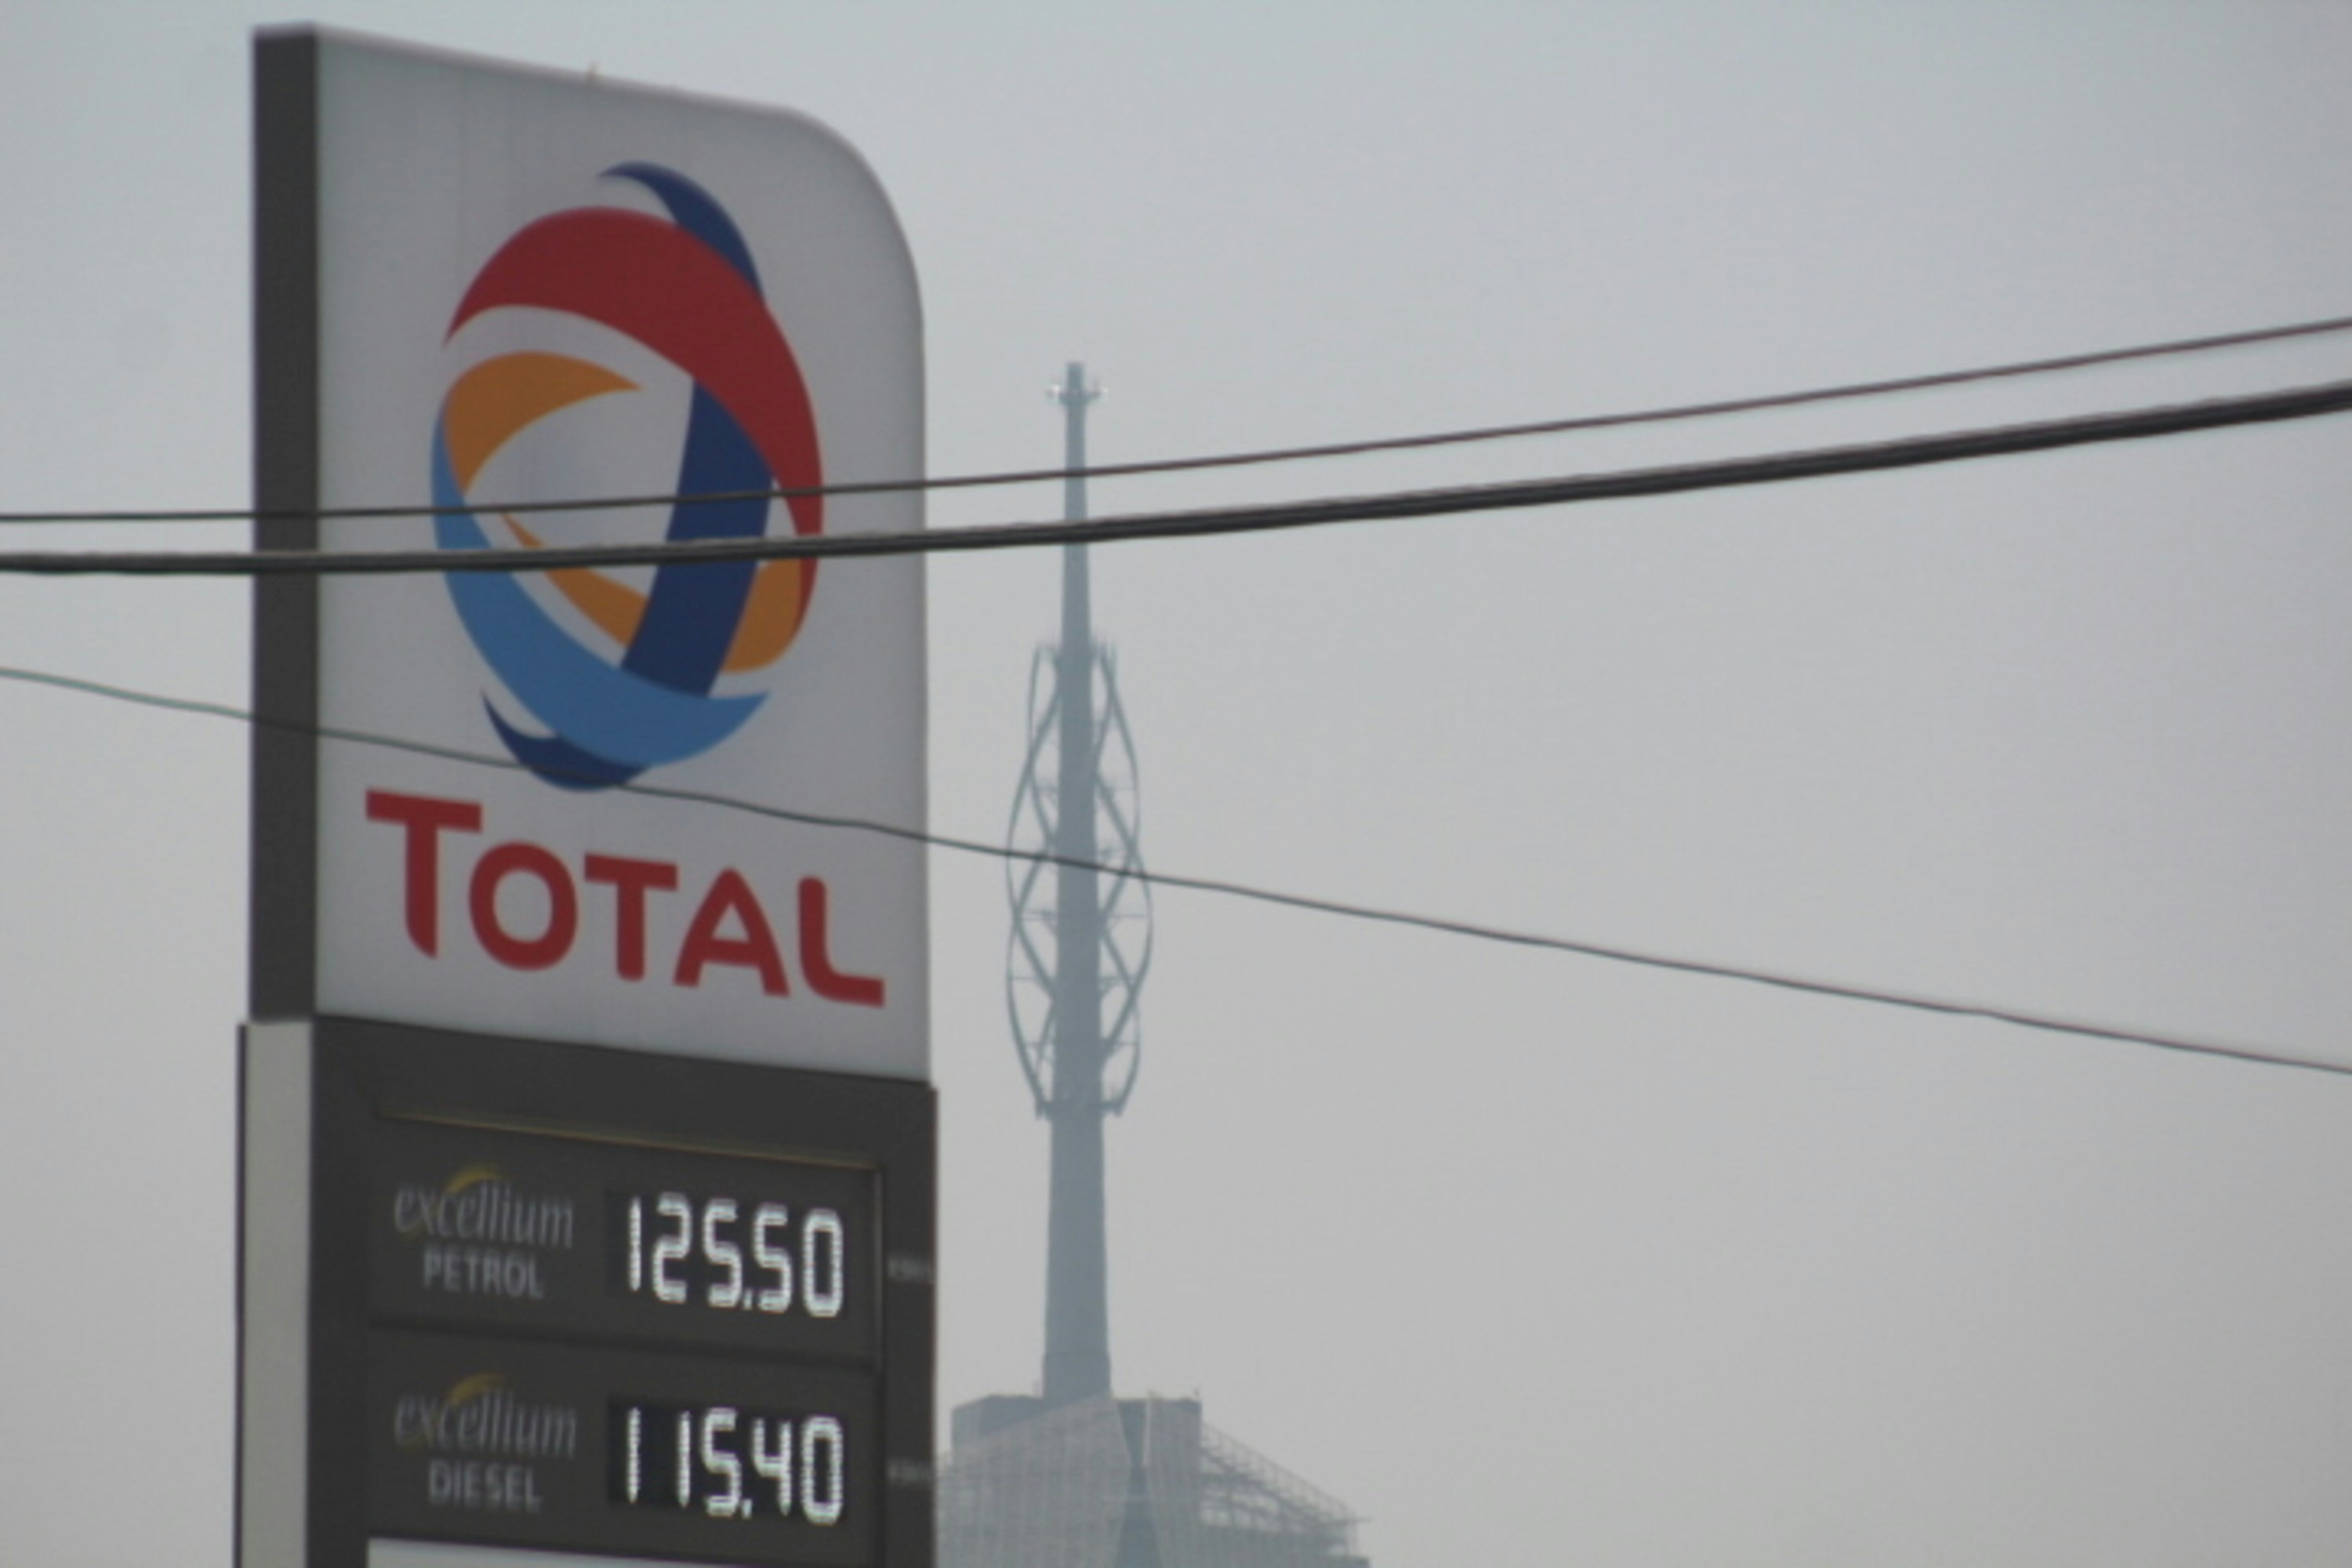 TOTAL
excellium
PETROL
125.50
excellium
DIESEL
115.40